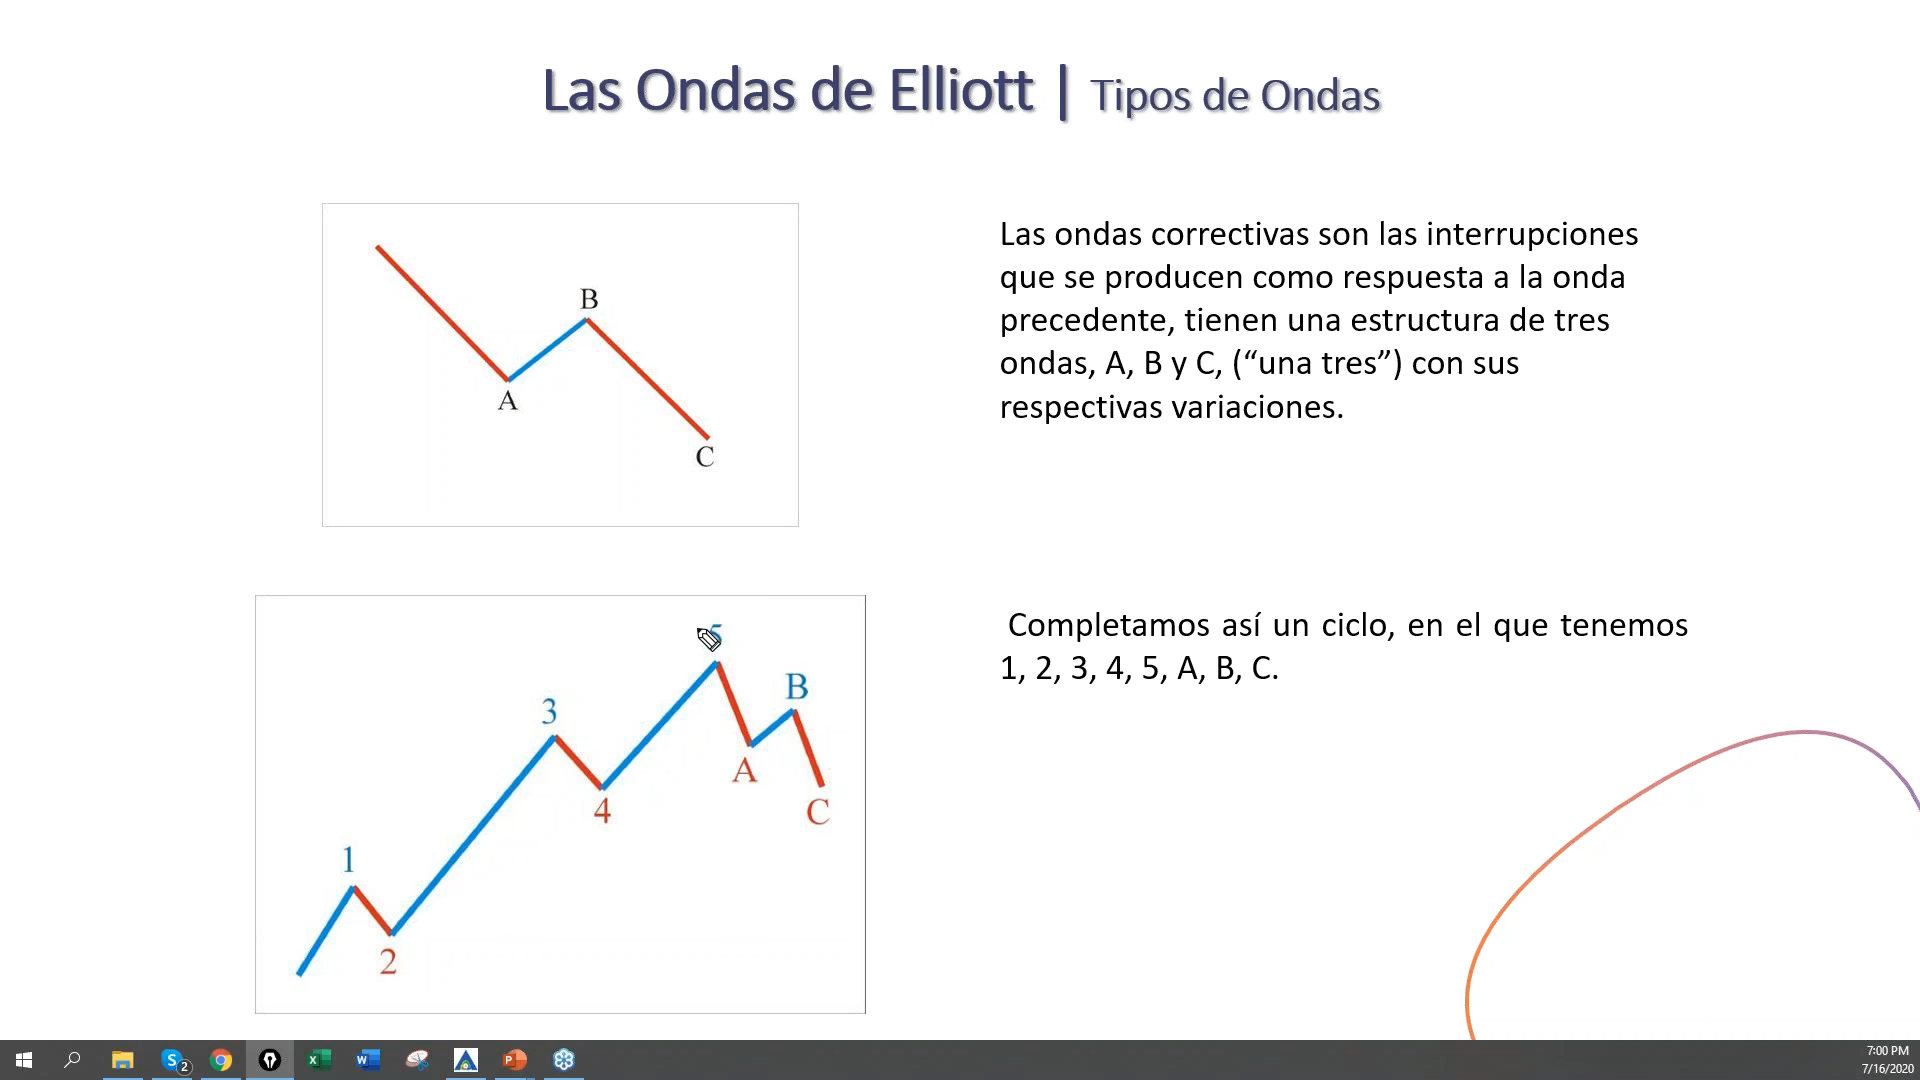 Las Ondas de Elliott | Tipos de Ondas
B
A
C
Las ondas correctivas son las interrupciones
que se producen como respuesta a la onda
precedente, tienen una estructura de tres
ondas, A, B y C, (“una tres”) con sus
respectivas variaciones.
5
B
3
A
4
C
1
2
Completamos así un ciclo, en el que tenemos
1, 2, 3, 4, 5, A, B, C.
7:00 PM
7/16/2020